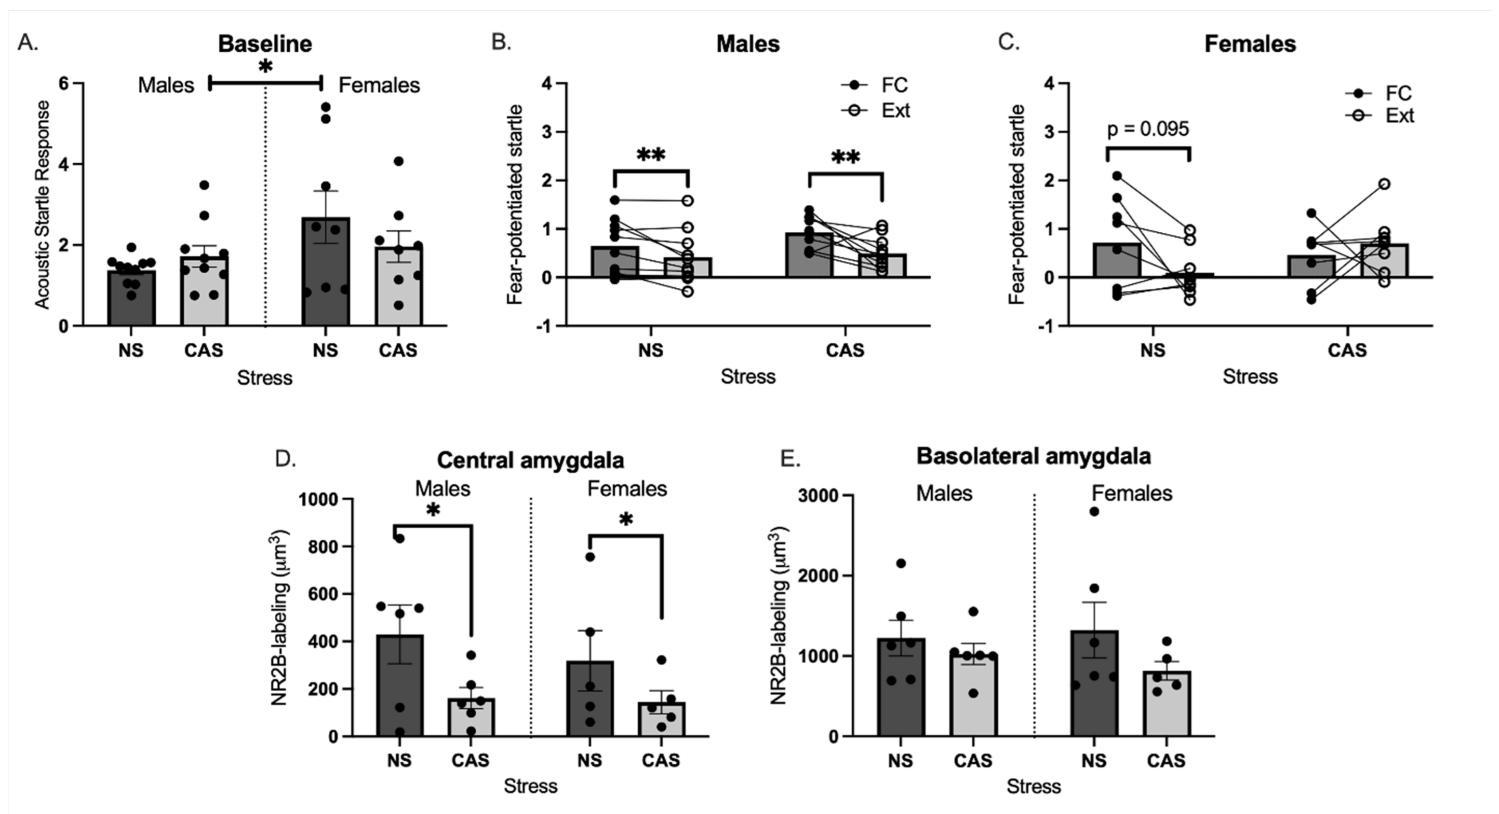 A.
Baseline
*
Males
Females
Acoustic Startle Response
6
4
2
0
NS
CAS
NS
CAS
Stress
B.
Males
FC
Ext
Fear-potentiated startle
4
3
2
1
0
-1
**
**
NS
CAS
Stress
C.
Females
FC
Ext
Fear-potentiated startle
4
3
2
1
0
-1
p = 0.095
NS
CAS
Stress
D.
Central amygdala
Males
Females
*
*
NR2B-labeling (μm³)
1000
800
600
400
200
0
NS
CAS
NS
CAS
Stress
E.
Basolateral amygdala
Males
Females
NR2B-labeling (μm³)
3000
2000
1000
0
NS
CAS
NS
CAS
Stress